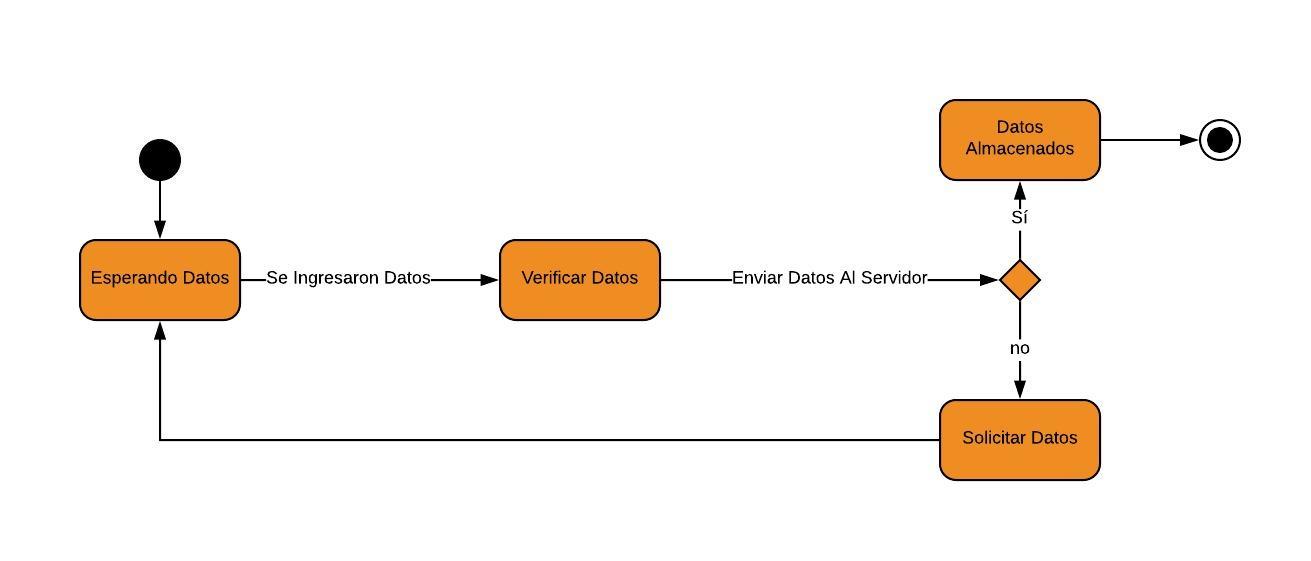 Datos
Almacenados
Sí
Esperando Datos
Se Ingresaron Datos
Verificar Datos
Enviar Datos Al Servidor
no
Solicitar Datos